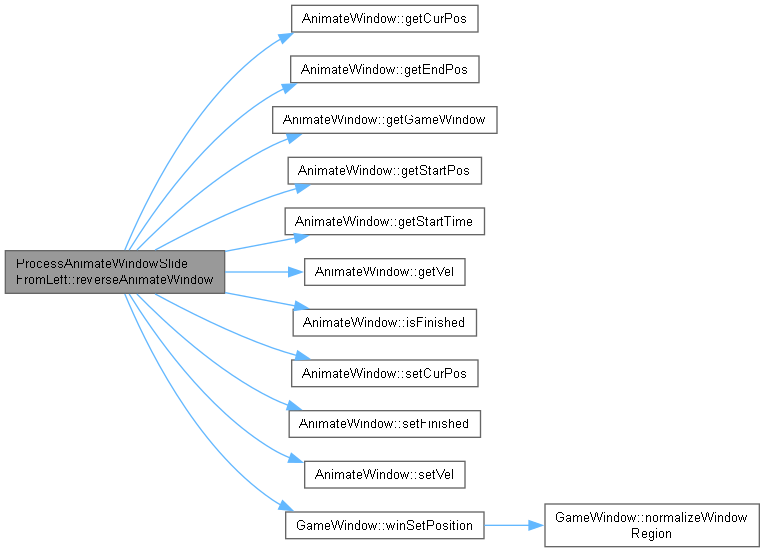 AnimateWindow::getCurPos
AnimateWindow::getEndPos
AnimateWindow::getGameWindow
AnimateWindow::getStartPos
AnimateWindow::getStartTime
ProcessAnimateWindowSlide
FromLeft::reverseAnimateWindow
AnimateWindow::getVel
AnimateWindow::isFinished
AnimateWindow::setCurPos
AnimateWindow::setFinished
AnimateWindow::setVel
GameWindow::winSetPosition
GameWindow::normalizeWindow
Region